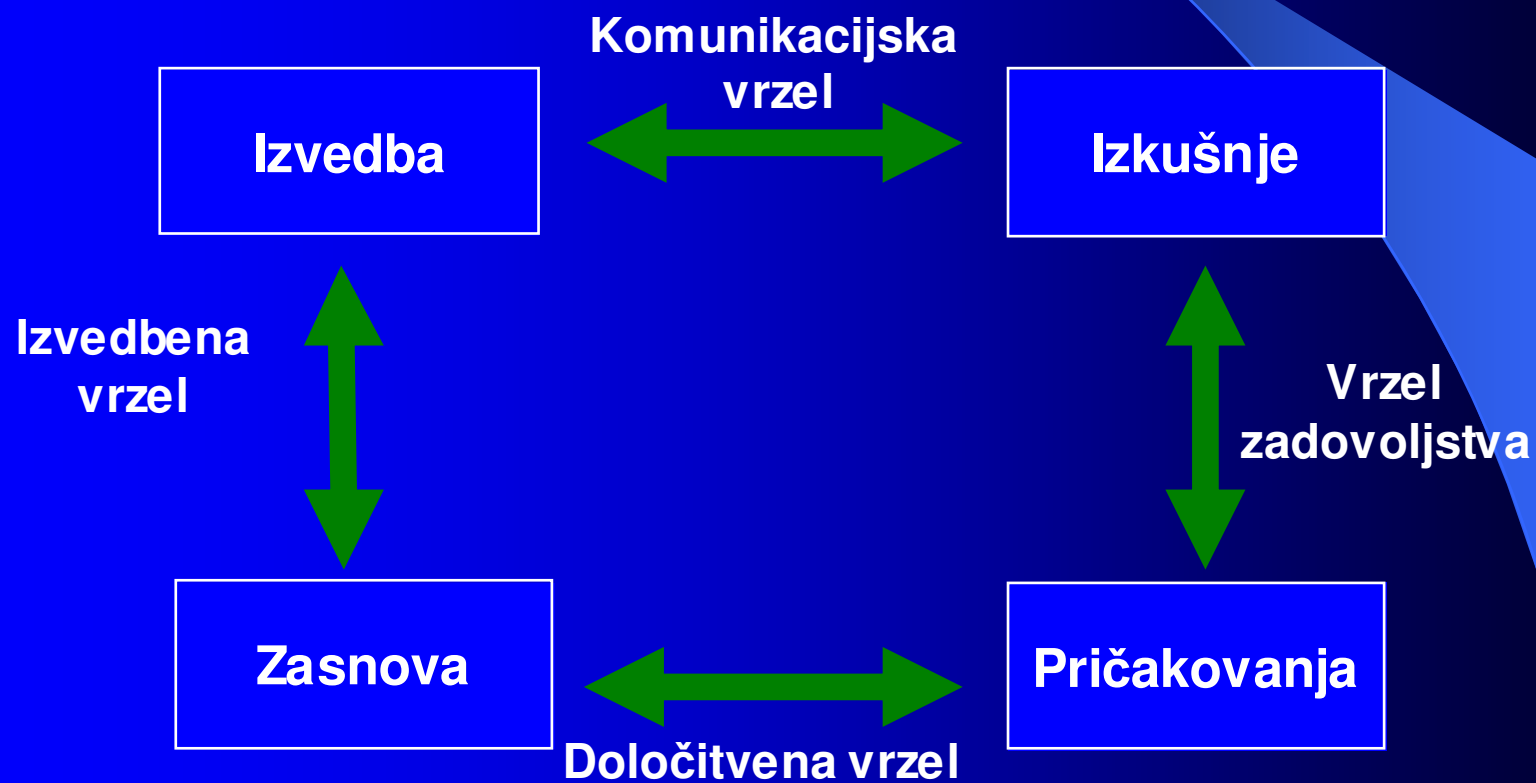 Komunikacijska
vrzel
Izvedba
Izkušnje
Izvedbena
vrzel
Vrzel
zadovoljstva
Zasnova
Pričakovanja
Določitvena vrzel